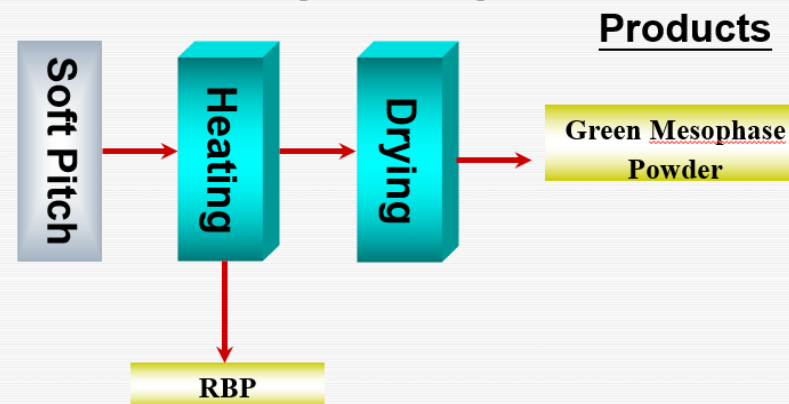 Products
Soft Pitch
Heating
Drying
Green Mesophase
Powder
RBP